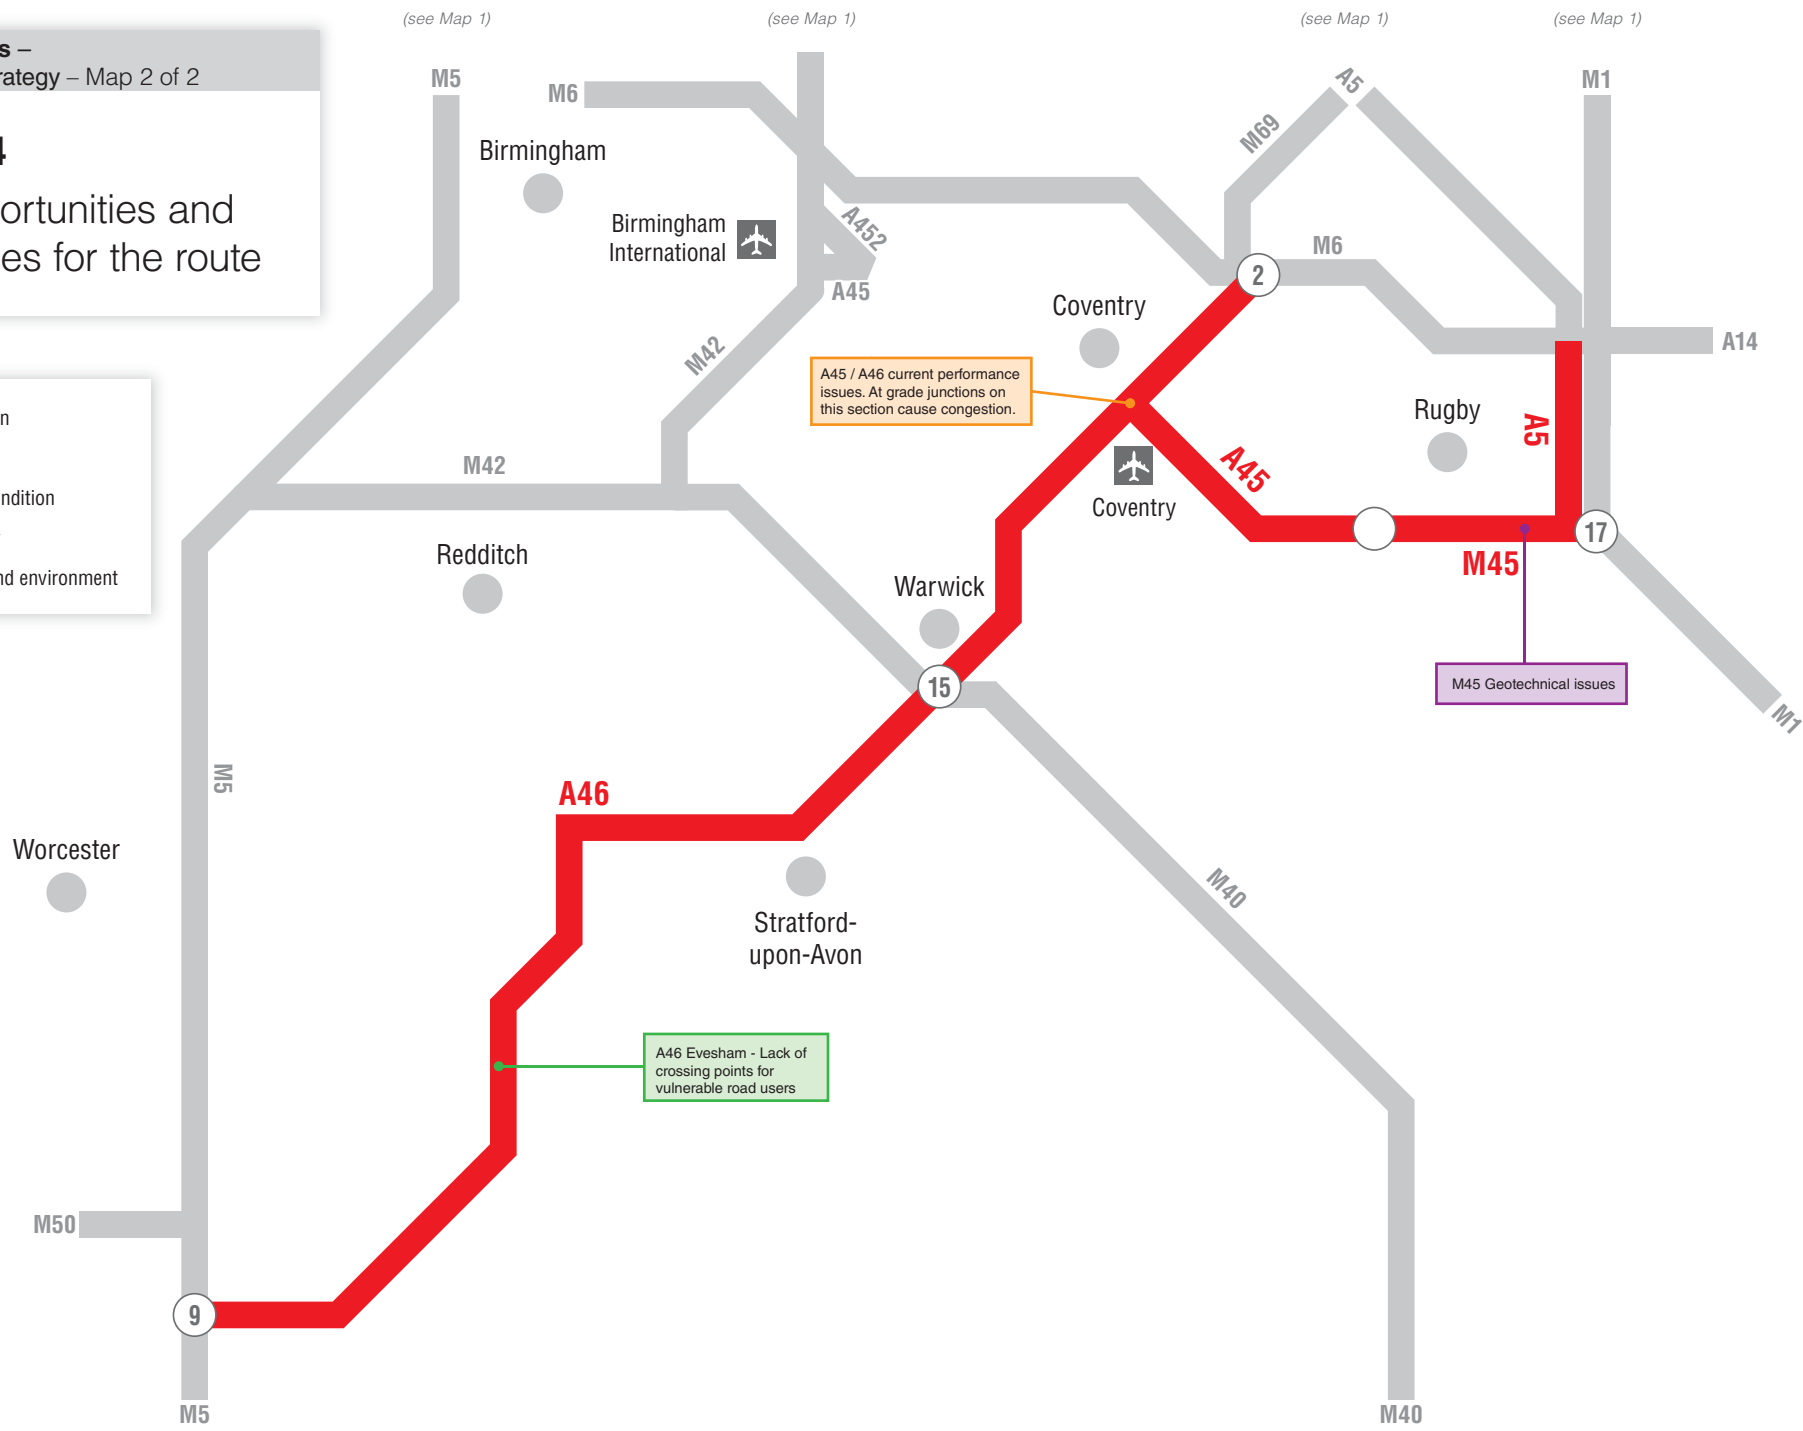 (see Map 1)
(see Map 1)
(see Map 1)
(see Map 1)
s –
rategy – Map 2 of 2
4
ortunities and
es for the route
n
ndition
nd environment
M5
M6
A5
M1
M69
Birmingham
Birmingham
International
A452
A45
M6
2
Coventry
A14
M42
A45 / A46 current performance
issues. At grade junctions on
this section cause congestion.
Rugby
A5
M42
A45
Coventry
17
M45
Redditch
Warwick
15
M45 Geotechnical issues
M1
M5
A46
Worcester
M40
Stratford-
upon-Avon
A46 Evesham - Lack of
crossing points for
vulnerable road users
M50
9
M5
M40